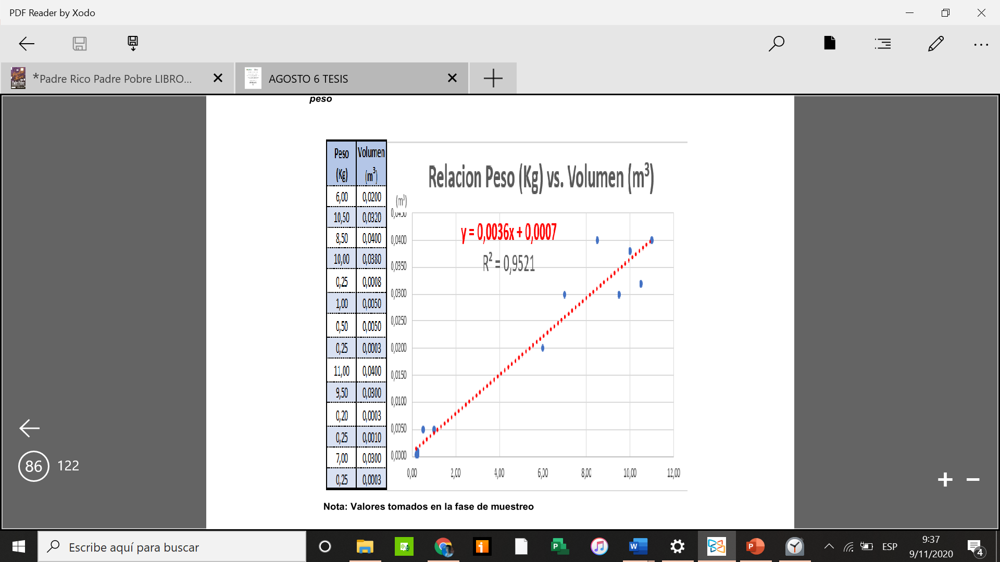 PDF Reader by Xodo
*Padre Rico Padre Pobre LIBRO...
AGOSTO 6 TESIS
peso
Peso (Kg) Volumen (m³)
6,00 0,0200
10,50 0,0320
8,50 0,0400
10,00 0,0380
0,25 0,0008
1,00 0,0050
0,50 0,0050
0,25 0,0003
11,00 0,0400
9,50 0,0300
0,20 0,0003
0,25 0,0010
7,00 0,0300
0,25 0,0003
Relacion Peso (Kg) vs. Volumen (m³)
(m³)
0,0450
0,0400
0,0350
0,0300
0,0250
0,0200
0,0150
0,0100
0,0050
0,0000
y = 0,0036x + 0,0007
R² = 0,9521
0,00 2,00 4,00 6,00 8,00 10,00 12,00
Nota: Valores tomados en la fase de muestreo
86 122
Escribe aquí para buscar
ESP
9:37
9/11/2020
4